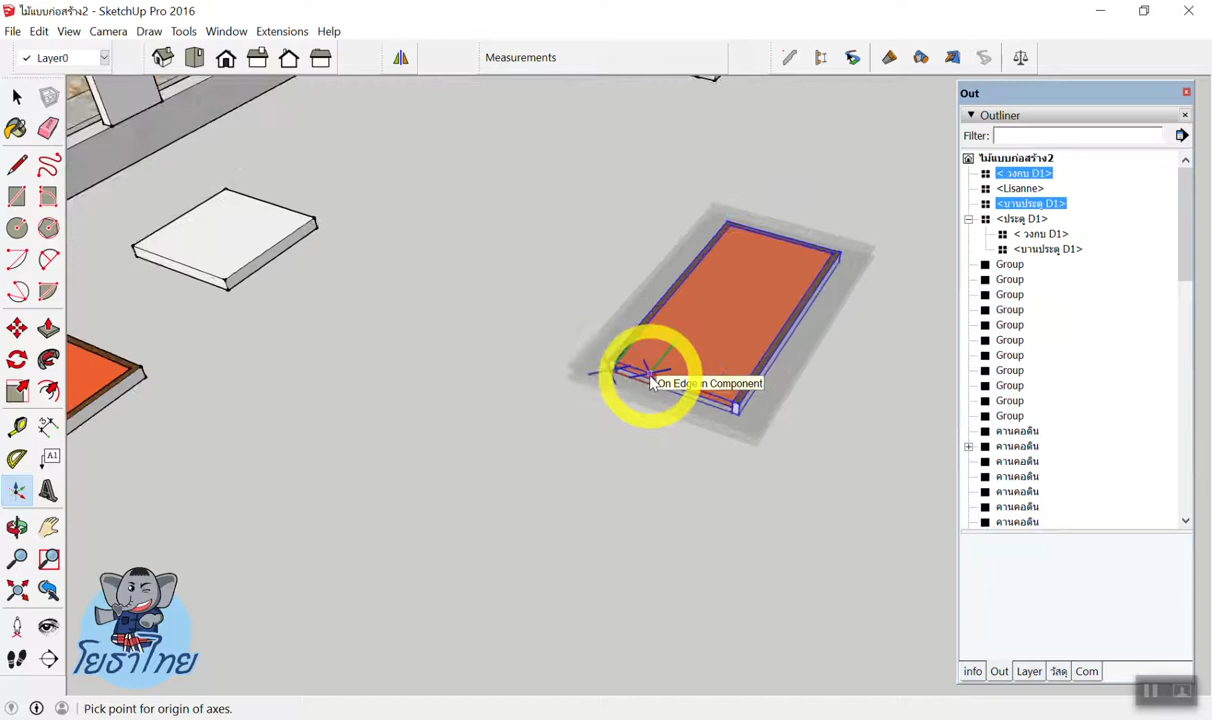 ไม้แบบก่อสร้าง2 - SketchUp Pro 2016
File Edit View Camera Draw Tools Window Extensions Help
Layer0
Measurements
Out
Outliner
Filter:
ไม้แบบก่อสร้าง2
< วงกบ D1>
<Lisanne>
<บานประตู D1>
<ประตู D1>
< วงกบ D1>
<บานประตู D1>
Group
Group
Group
Group
Group
Group
Group
Group
Group
Group
Group
คานคอดิน
คานคอดิน
คานคอดิน
คานคอดิน
คานคอดิน
คานคอดิน
คานคอดิน
On Edge in Component
A1
โยธาไทย
info Out Layer วัสดุ Com
Pick point for origin of axes.